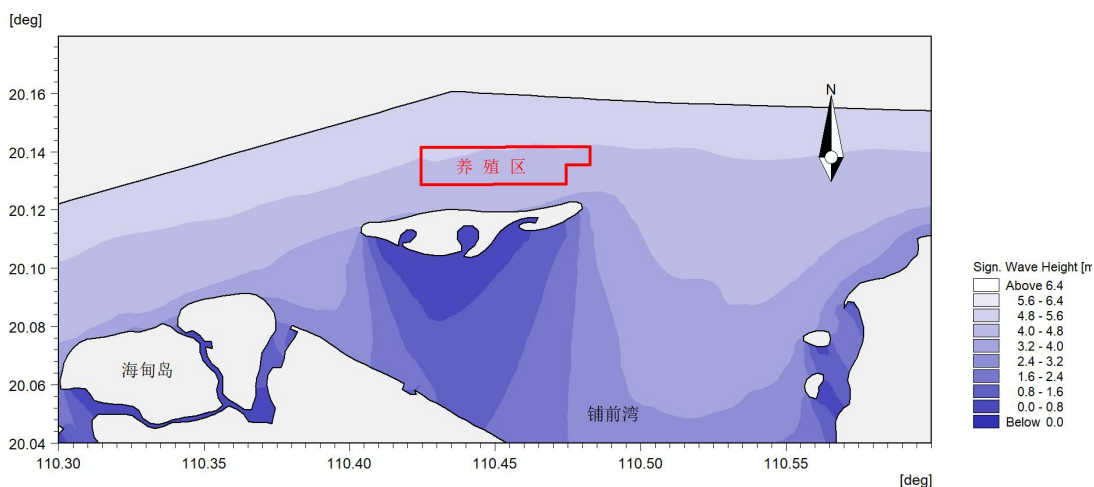 [deg]
20.16
20.14
20.12
20.10
20.08
20.06
20.04
110.30
110.35
110.40
110.45
110.50
110.55
[deg]
N
养殖区
海甸岛
铺前湾
Sign. Wave Height [m
Above 6.4
5.6 - 6.4
4.8 - 5.6
4.0 - 4.8
3.2 - 4.0
2.4 - 3.2
1.6 - 2.4
0.8 - 1.6
0.0 - 0.8
Below 0.0